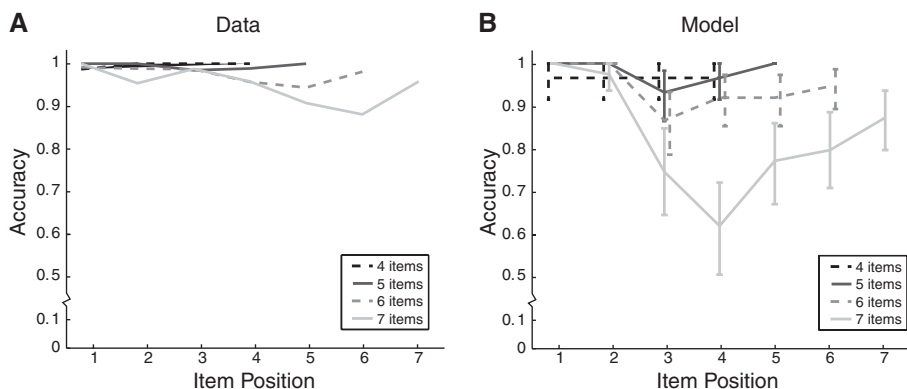 A
Data
Accuracy
1
0.9
0.8
0.7
0.6
0.5
0.1
0
1 2 3 4 5 6 7
Item Position
4 items
5 items
6 items
7 items
B
Model
Accuracy
1
0.9
0.8
0.7
0.6
0.5
0.1
0
1 2 3 4 5 6 7
Item Position
4 items
5 items
6 items
7 items